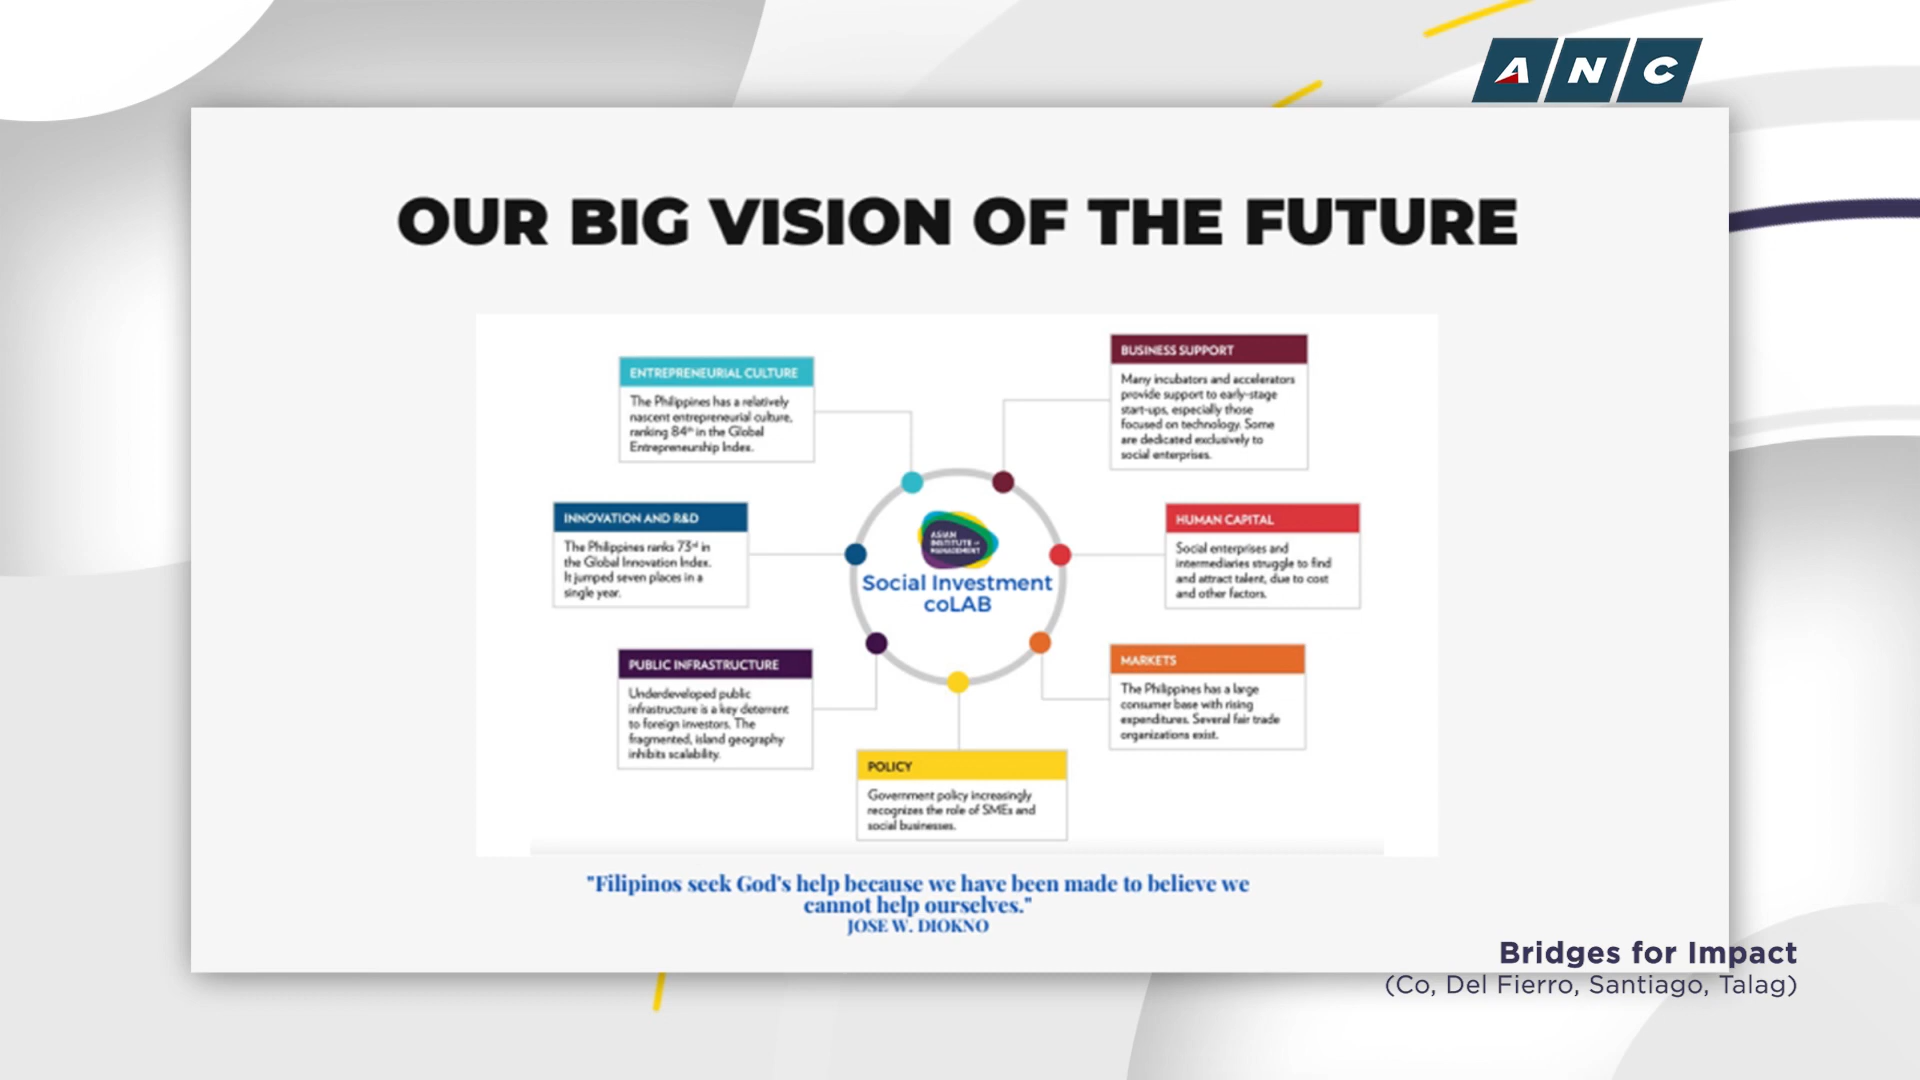 ANC
OUR BIG VISION OF THE FUTURE
ENTREPRENEURIAL CULTURE
The Philippines has a relatively
nascent entrepreneurial culture,
ranking 84th in the Global
Entrepreneurship Index.
BUSINESS SUPPORT
Many incubators and accelerators
provide support to early-stage
start-ups, especially those
focused on technology. Some
are dedicated exclusively to
social enterprises.
INNOVATION AND R&D
The Philippines ranks 73rd in
the Global Innovation Index.
It jumped seven places in a
single year.
ASIAN
INSTITUTE OF
MANAGEMENT
Social Investment
coLAB
HUMAN CAPITAL
Social enterprises and
intermediaries struggle to find
and attract talent, due to cost
and other factors.
PUBLIC INFRASTRUCTURE
Underdeveloped public
infrastructure is a key deterrent
to foreign investors. The
fragmented, island geography
inhibits scalability.
MARKETS
The Philippines has a large
consumer base with rising
expenditures. Several fair trade
organizations exist.
POLICY
Government policy increasingly
recognizes the role of SMEs and
social businesses.
"Filipinos seek God's help because we have been made to believe we
cannot help ourselves."
JOSE W. DIOKNO
Bridges for Impact
(Co, Del Fierro, Santiago, Talag)